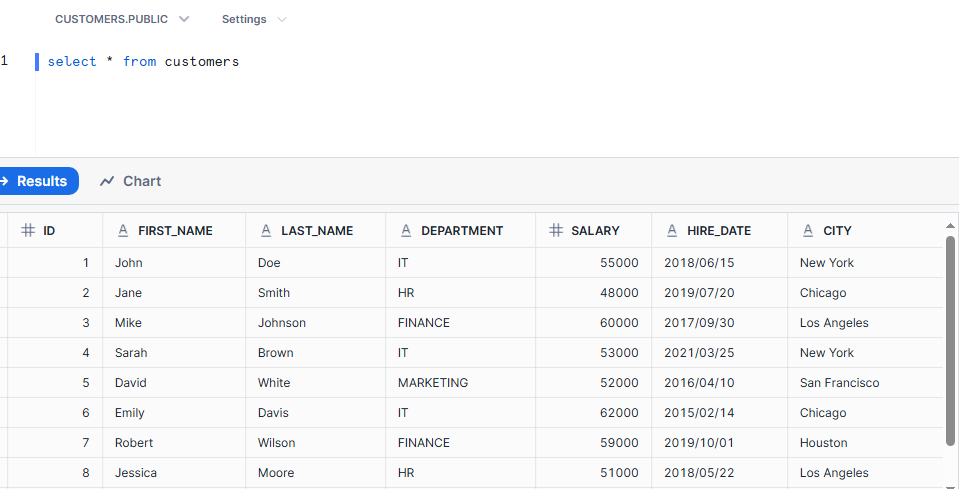 CUSTOMERS.PUBLIC Settings
1 select * from customers
Results Chart
# ID A FIRST_NAME A LAST_NAME A DEPARTMENT # SALARY A HIRE_DATE A CITY
1 John Doe IT 55000 2018/06/15 New York
2 Jane Smith HR 48000 2019/07/20 Chicago
3 Mike Johnson FINANCE 60000 2017/09/30 Los Angeles
4 Sarah Brown IT 53000 2021/03/25 New York
5 David White MARKETING 52000 2016/04/10 San Francisco
6 Emily Davis IT 62000 2015/02/14 Chicago
7 Robert Wilson FINANCE 59000 2019/10/01 Houston
8 Jessica Moore HR 51000 2018/05/22 Los Angeles